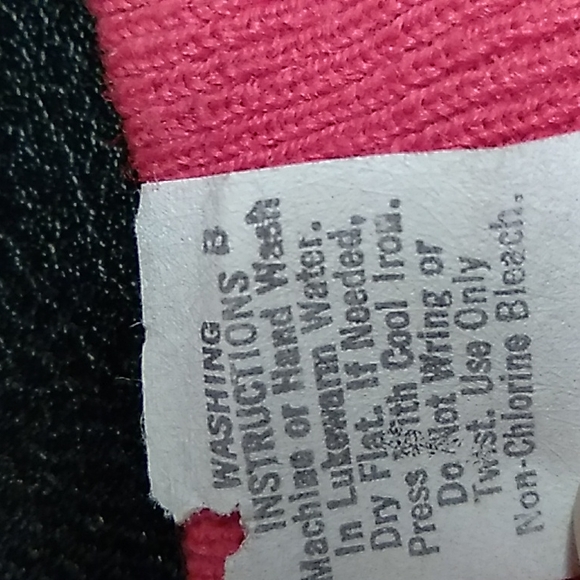 WASHING B
INSTRUCTIONS
Machine or Hand Wash
In Lukewarm Water.
Dry Flat. If Needed,
Press With Cool Iron.
Do Not Wring or
Twist. Use Only
Non-Chlorine Bleach.